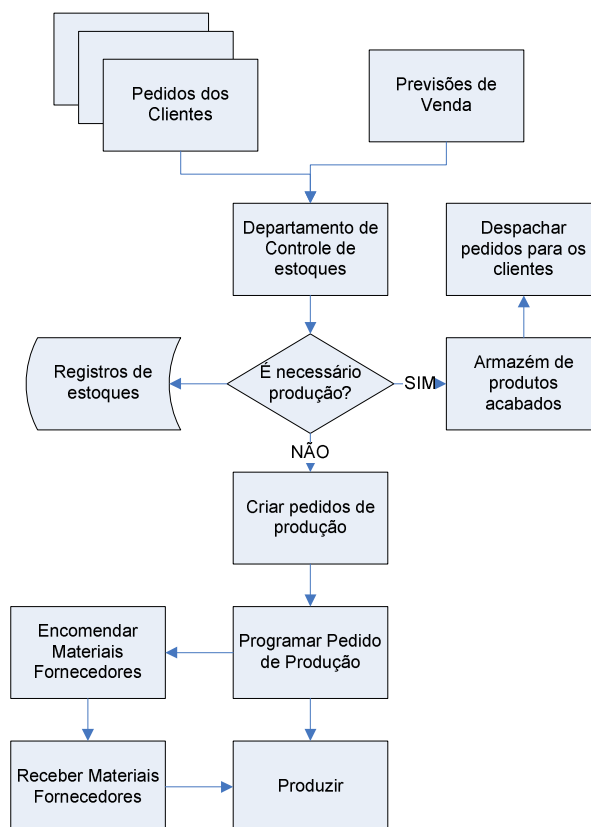 Pedidos dos
Clientes
Previsões de
Venda
Departamento de
Controle de
estoques
Despachar
pedidos para os
clientes
Registros de
estoques
É necessário
produção?
SIM
Armazém de
produtos
acabados
NÃO
Criar pedidos de
produção
Encomendar
Materiais
Fornecedores
Programar Pedido
de Produção
Receber Materiais
Fornecedores
Produzir